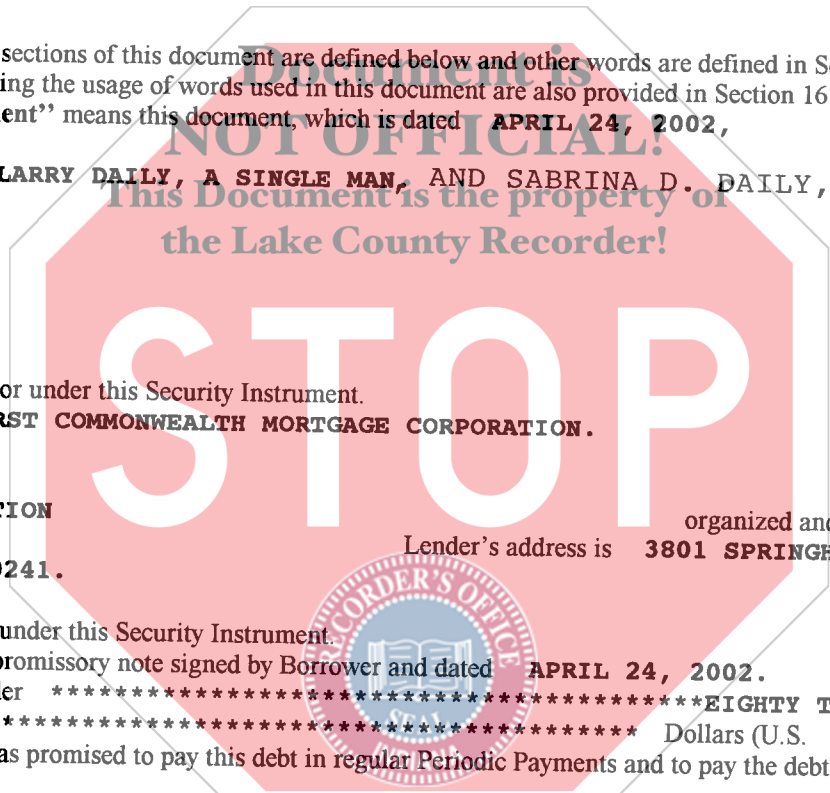 sections of this document are defined below and other words are defined in S
ing the usage of words used in this document are also provided in Section 16
ent” means this document, which is dated APRIL 24, 2002,
LARRY DAILY, A SINGLE MAN, AND SABRINA D. DAILY,
Document is
NOT OFFICIAL!
This Document is the property of
the Lake County Recorder!
STOP
or under this Security Instrument.
RST COMMONWEALTH MORTGAGE CORPORATION.
TION
organized and
Lender’s address is 3801 SPRINGH
0241.
under this Security Instrument.
promissory note signed by Borrower and dated APRIL 24, 2002.
der *****************************************EIGHTY T
**************************************** Dollars (U.S.
as promised to pay this debt in regular Periodic Payments and to pay the debt
RECORDER'S OFFICE
SEAL
INDIANA